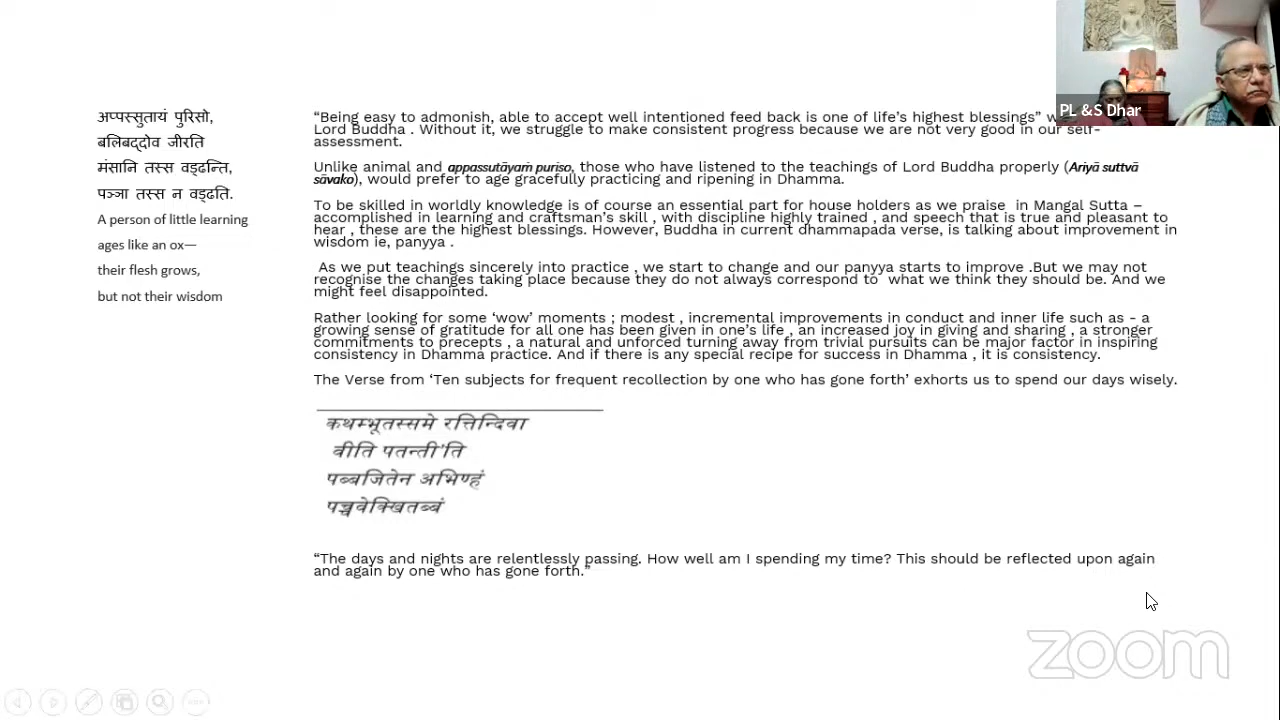 PL &S Dhar
अप्पस्सुतायं पुरिसो,
बलिबद्दोव जीरति
मंसानि तस्स वड्ढन्ति,
पञ्ञा तस्स न वड्ढति.
A person of little learning
ages like an ox—
their flesh grows,
but not their wisdom
“Being easy to admonish, able to accept well intentioned feed back is one of life’s highest blessings”
Lord Buddha . Without it, we struggle to make consistent progress because we are not very good in our self-
assessment.
Unlike animal and appassutāyaṁ puriso, those who have listened to the teachings of Lord Buddha properly (Ariyā suttvā
sāvako), would prefer to age gracefully practicing and ripening in Dhamma.
To be skilled in worldly knowledge is of course an essential part for house holders as we praise in Mangal Sutta –
accomplished in learning and craftsman’s skill , with discipline highly trained , and speech that is true and pleasant to
hear , these are the highest blessings. However, Buddha in current dhammapada verse, is talking about improvement in
wisdom ie, panyya .
As we put teachings sincerely into practice , we start to change and our panyya starts to improve .But we may not
recognise the changes taking place because they do not always correspond to what we think they should be. And we
might feel disappointed.
Rather looking for some ‘wow’ moments ; modest , incremental improvements in conduct and inner life such as - a
growing sense of gratitude for all one has been given in one’s life , an increased joy in giving and sharing , a stronger
commitments to precepts , a natural and unforced turning away from trivial pursuits can be major factor in inspiring
consistency in Dhamma practice. And if there is any special recipe for success in Dhamma , it is consistency.
The Verse from ‘Ten subjects for frequent recollection by one who has gone forth’ exhorts us to spend our days wisely.
कथम्भूतस्समे रत्तिन्दिवा
वीति पतन्ती'ति
पब्बजितेन अभिण्हं
पच्चवेक्खितब्बं
“The days and nights are relentlessly passing. How well am I spending my time? This should be reflected upon again
and again by one who has gone forth.”
zoom